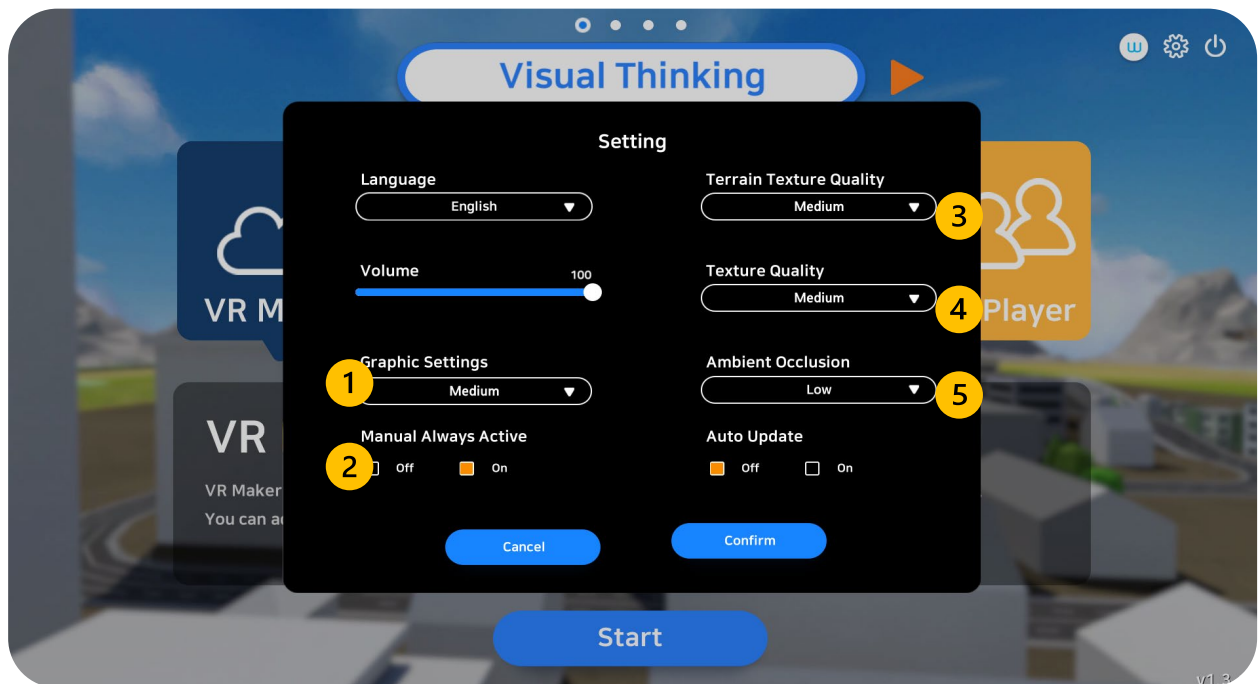 Visual Thinking
Setting
Language
English
Terrain Texture Quality
Medium
3
Volume
100
Texture Quality
Medium
4
Graphic Settings
1
Medium
Ambient Occlusion
Low
5
Manual Always Active
2
Off
On
Auto Update
Off
On
Cancel
Confirm
VR M
Player
VR
VR Maker
You can a
Start
v1.3